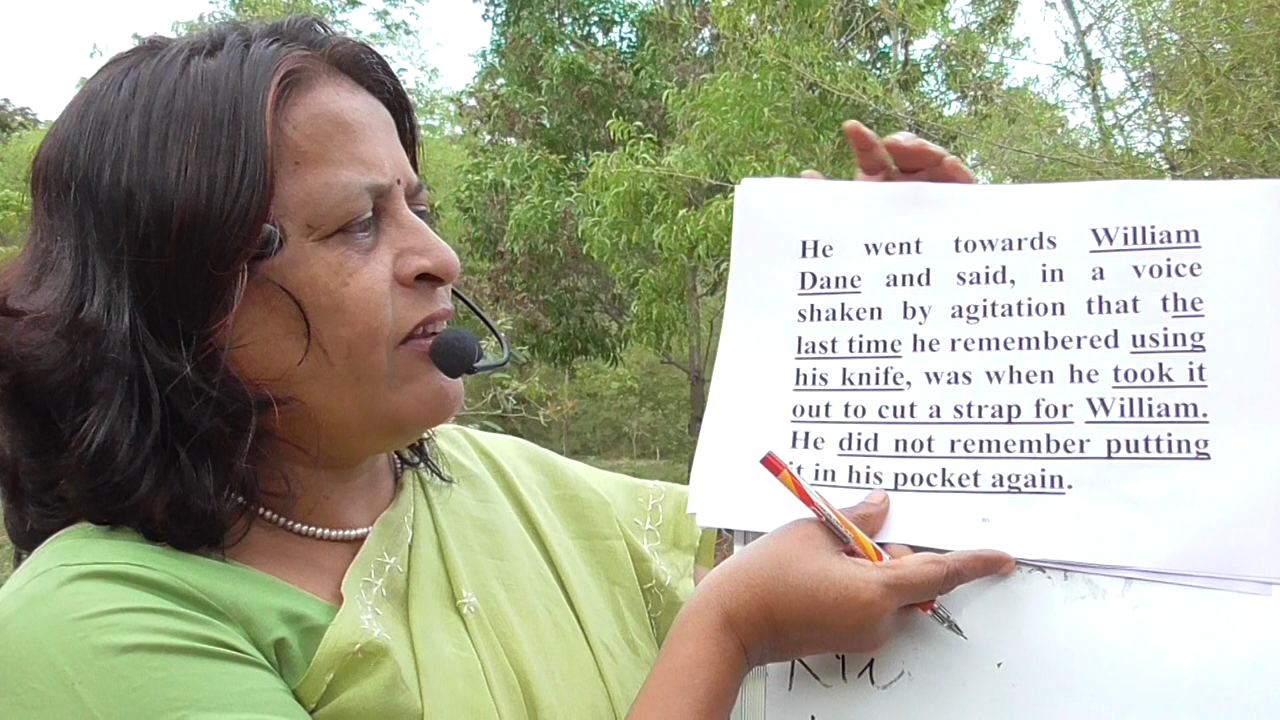 He went towards William
Dane and said, in a voice
shaken by agitation that the
last time he remembered using
his knife, was when he took it
out to cut a strap for William.
He did not remember putting
it in his pocket again.